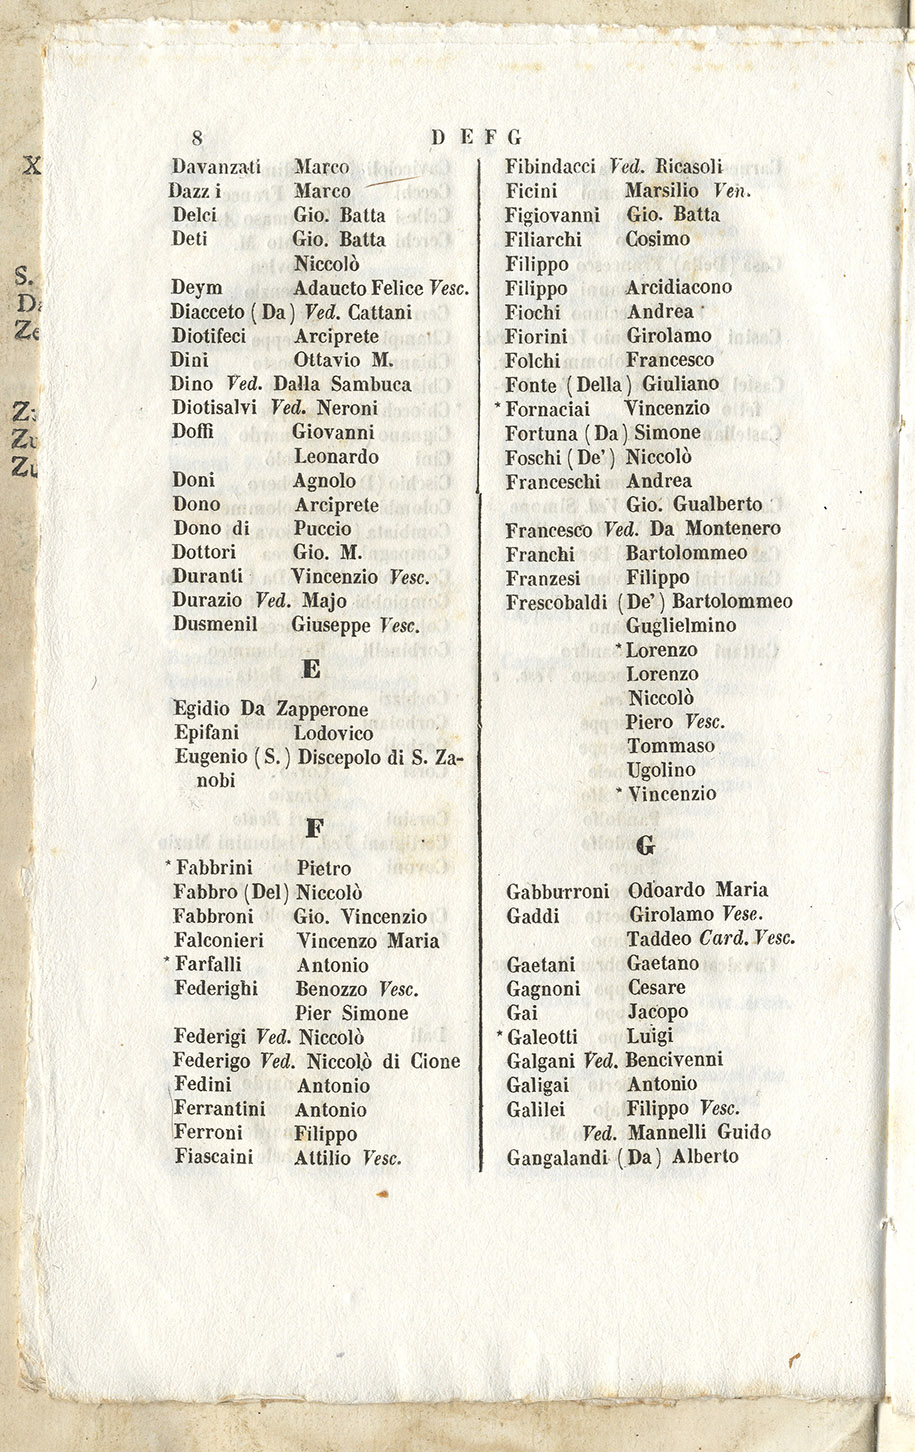 8 D E F G
Davanzati Marco
Dazz i Marco
Delci Gio. Batta
Deti Gio. Batta
Niccolò
Deym Adaucto Felice Vesc.
Diacceto ( Da ) Ved. Cattani
Diotifeci Arciprete
Dini Ottavio M.
Dino Ved. Dalla Sambuca
Diotisalvi Ved. Neroni
Doffi Giovanni
Leonardo
Doni Agnolo
Dono Arciprete
Dono di Puccio
Dottori Gio. M.
Duranti Vincenzio Vesc.
Durazio Ved. Majo
Dusmenil Giuseppe Vesc.
E
Egidio Da Zapperone
Epifani Lodovico
Eugenio ( S. ) Discepolo di S. Za-
nobi
F
* Fabbrini Pietro
Fabbro (Del) Niccolò
Fabbroni Gio. Vincenzio
Falconieri Vincenzo Maria
* Farfalli Antonio
Federighi Benozzo Vesc.
Pier Simone
Federigi Ved. Niccolò
Federigo Ved. Niccolò di Cione
Fedini Antonio
Ferrantini Antonio
Ferroni Filippo
Fiascaini Attilio Vesc.
Fibindacci Ved. Ricasoli
Ficini Marsilio Ven.
Figiovanni Gio. Batta
Filiarchi Cosimo
Filippo
Filippo Arcidiacono
Fiochi Andrea
Fiorini Girolamo
Folchi Francesco
Fonte ( Della ) Giuliano
* Fornaciai Vincenzio
Fortuna ( Da ) Simone
Foschi ( De' ) Niccolò
Franceschi Andrea
Gio. Gualberto
Francesco Ved. Da Montenero
Franchi Bartolommeo
Franzesi Filippo
Frescobaldi ( De' ) Bartolommeo
Guglielmino
* Lorenzo
Lorenzo
Niccolò
Piero Vesc.
Tommaso
Ugolino
* Vincenzio
G
Gabburroni Odoardo Maria
Gaddi Girolamo Vese.
Taddeo Card. Vesc.
Gaetani Gaetano
Gagnoni Cesare
Gai Jacopo
* Galeotti Luigi
Galgani Ved. Bencivenni
Galigai Antonio
Galilei Filippo Vesc.
Ved. Mannelli Guido
Gangalandi ( Da ) Alberto
X
S.
Zu